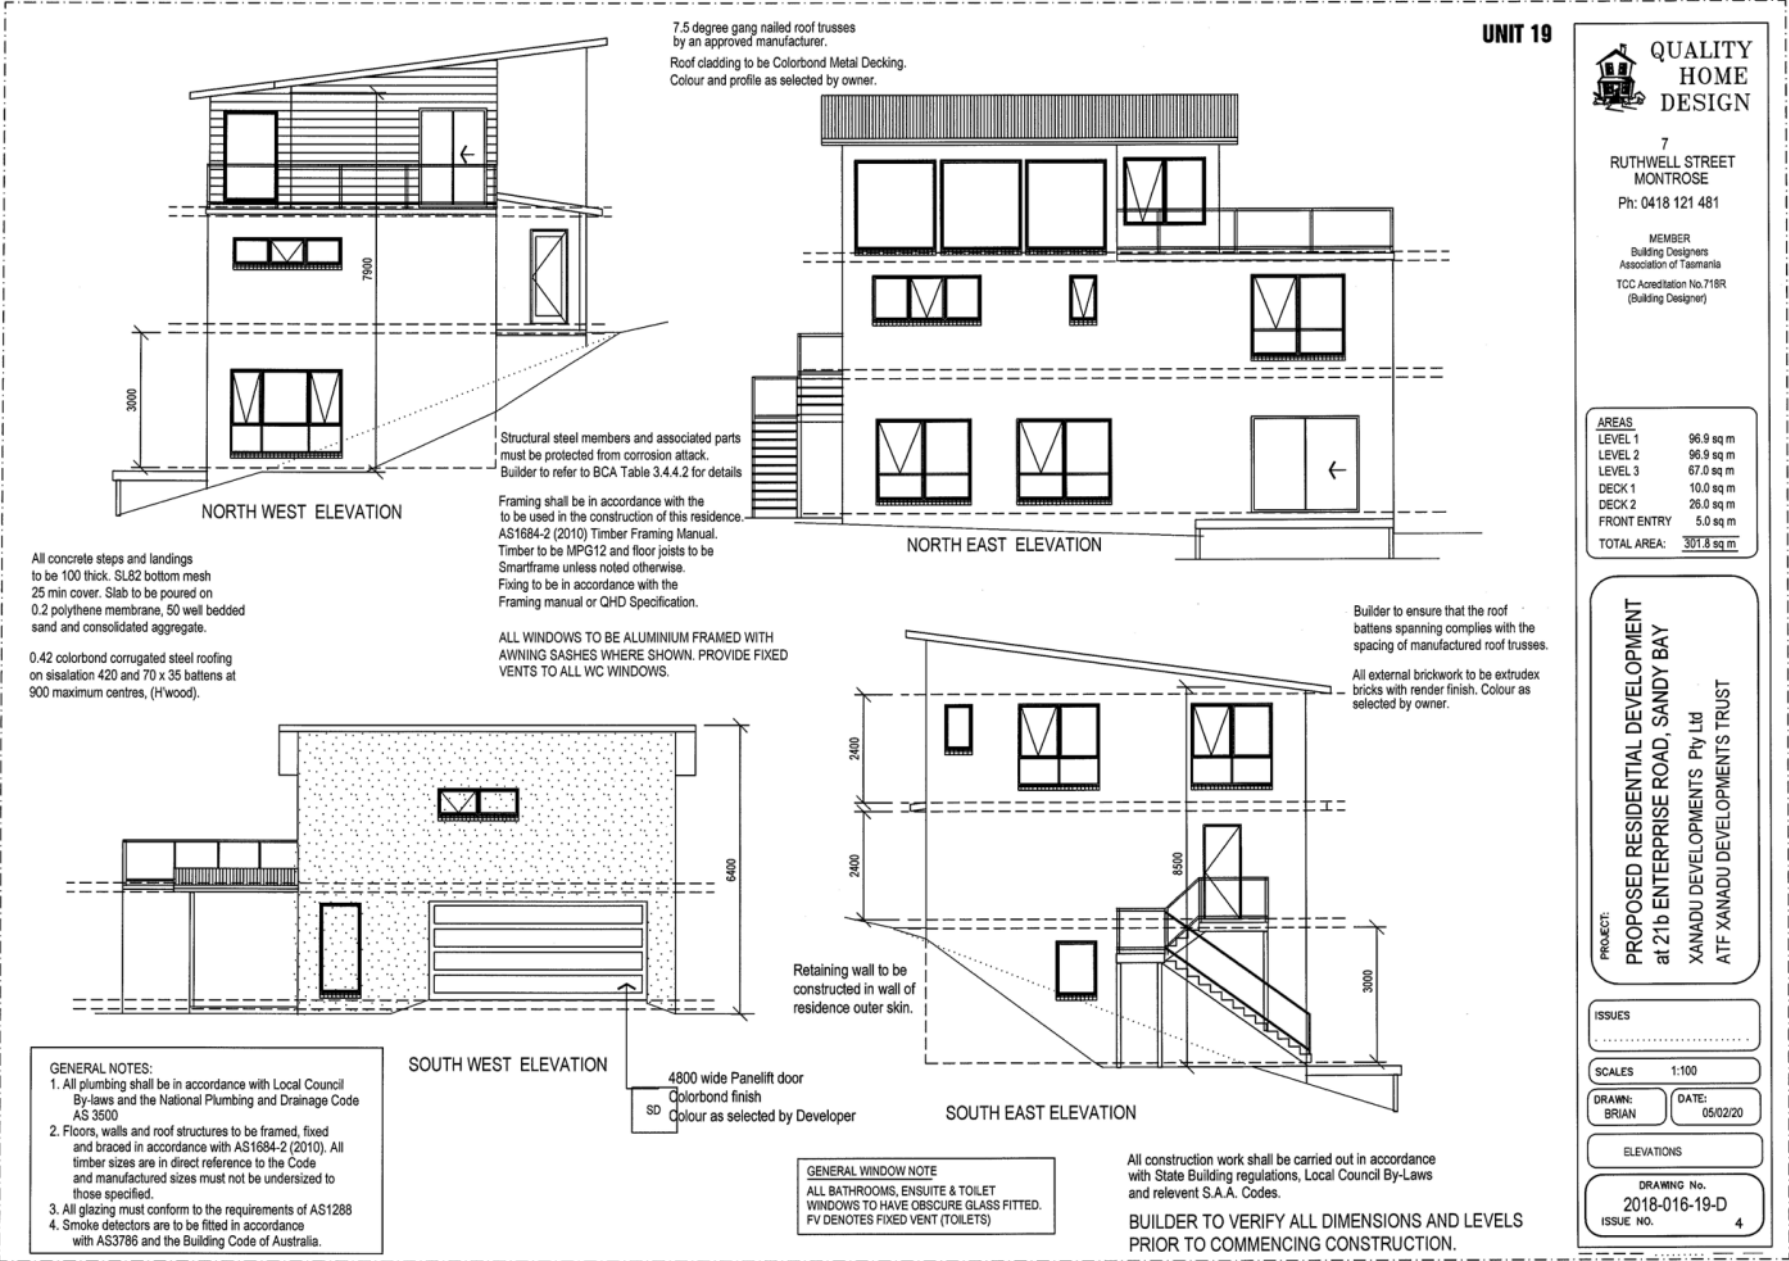 7.5 degree gang nailed roof trusses
by an approved manufacturer.
Roof cladding to be Colorbond Metal Decking.
Colour and profile as selected by owner.
UNIT 19
7900
3000
NORTH WEST ELEVATION
Structural steel members and associated parts
must be protected from corrosion attack.
Builder to refer to BCA Table 3.4.4.2 for details
Framing shall be in accordance with the
to be used in the construction of this residence.
AS1684-2 (2010) Timber Framing Manual.
Timber to be MPG12 and floor joists to be
Smartframe unless noted otherwise.
Fixing to be in accordance with the
Framing manual or QHD Specification.
ALL WINDOWS TO BE ALUMINIUM FRAMED WITH
AWNING SASHES WHERE SHOWN. PROVIDE FIXED
VENTS TO ALL WC WINDOWS.
NORTH EAST ELEVATION
All concrete steps and landings
to be 100 thick. SL82 bottom mesh
25 min cover. Slab to be poured on
0.2 polythene membrane, 50 well bedded
sand and consolidated aggregate.
0.42 colorbond corrugated steel roofing
on sisalation 420 and 70 x 35 battens at
900 maximum centres, (H'wood).
Builder to ensure that the roof
battens spanning complies with the
spacing of manufactured roof trusses.
All external brickwork to be extrudex
bricks with render finish. Colour as
selected by owner.
6400
SOUTH WEST ELEVATION
SD
4800 wide Panelift door
Colorbond finish
Colour as selected by Developer
2400
2400
8500
3000
Retaining wall to be
constructed in wall of
residence outer skin.
SOUTH EAST ELEVATION
GENERAL NOTES:
1. All plumbing shall be in accordance with Local Council
By-laws and the National Plumbing and Drainage Code
AS 3500
2. Floors, walls and roof structures to be framed, fixed
and braced in accordance with AS1684-2 (2010). All
timber sizes are in direct reference to the Code
and manufactured sizes must not be undersized to
those specified.
3. All glazing must conform to the requirements of AS1288
4. Smoke detectors are to be fitted in accordance
with AS3786 and the Building Code of Australia.
GENERAL WINDOW NOTE
ALL BATHROOMS, ENSUITE & TOILET
WINDOWS TO HAVE OBSCURE GLASS FITTED.
FV DENOTES FIXED VENT (TOILETS)
All construction work shall be carried out in accordance
with State Building regulations, Local Council By-Laws
and relevent S.A.A. Codes.
BUILDER TO VERIFY ALL DIMENSIONS AND LEVELS
PRIOR TO COMMENCING CONSTRUCTION.
QUALITY
HOME
DESIGN
7
RUTHWELL STREET
MONTROSE
Ph: 0418 121 481
MEMBER
Building Designers
Association of Tasmania
TCC Acreditation No.718R
(Building Designer)
AREAS
LEVEL 1 96.9 sq m
LEVEL 2 96.9 sq m
LEVEL 3 67.0 sq m
DECK 1 10.0 sq m
DECK 2 26.0 sq m
FRONT ENTRY 5.0 sq m
TOTAL AREA: 301.8 sq m
PROJECT:
PROPOSED RESIDENTIAL DEVELOPMENT
at 21b ENTERPRISE ROAD, SANDY BAY
XANADU DEVELOPMENTS Pty Ltd
ATF XANADU DEVELOPMENTS TRUST
ISSUES
SCALES 1:100
DRAWN:
BRIAN
DATE:
05/02/20
ELEVATIONS
DRAWING No.
2018-016-19-D
ISSUE NO. 4